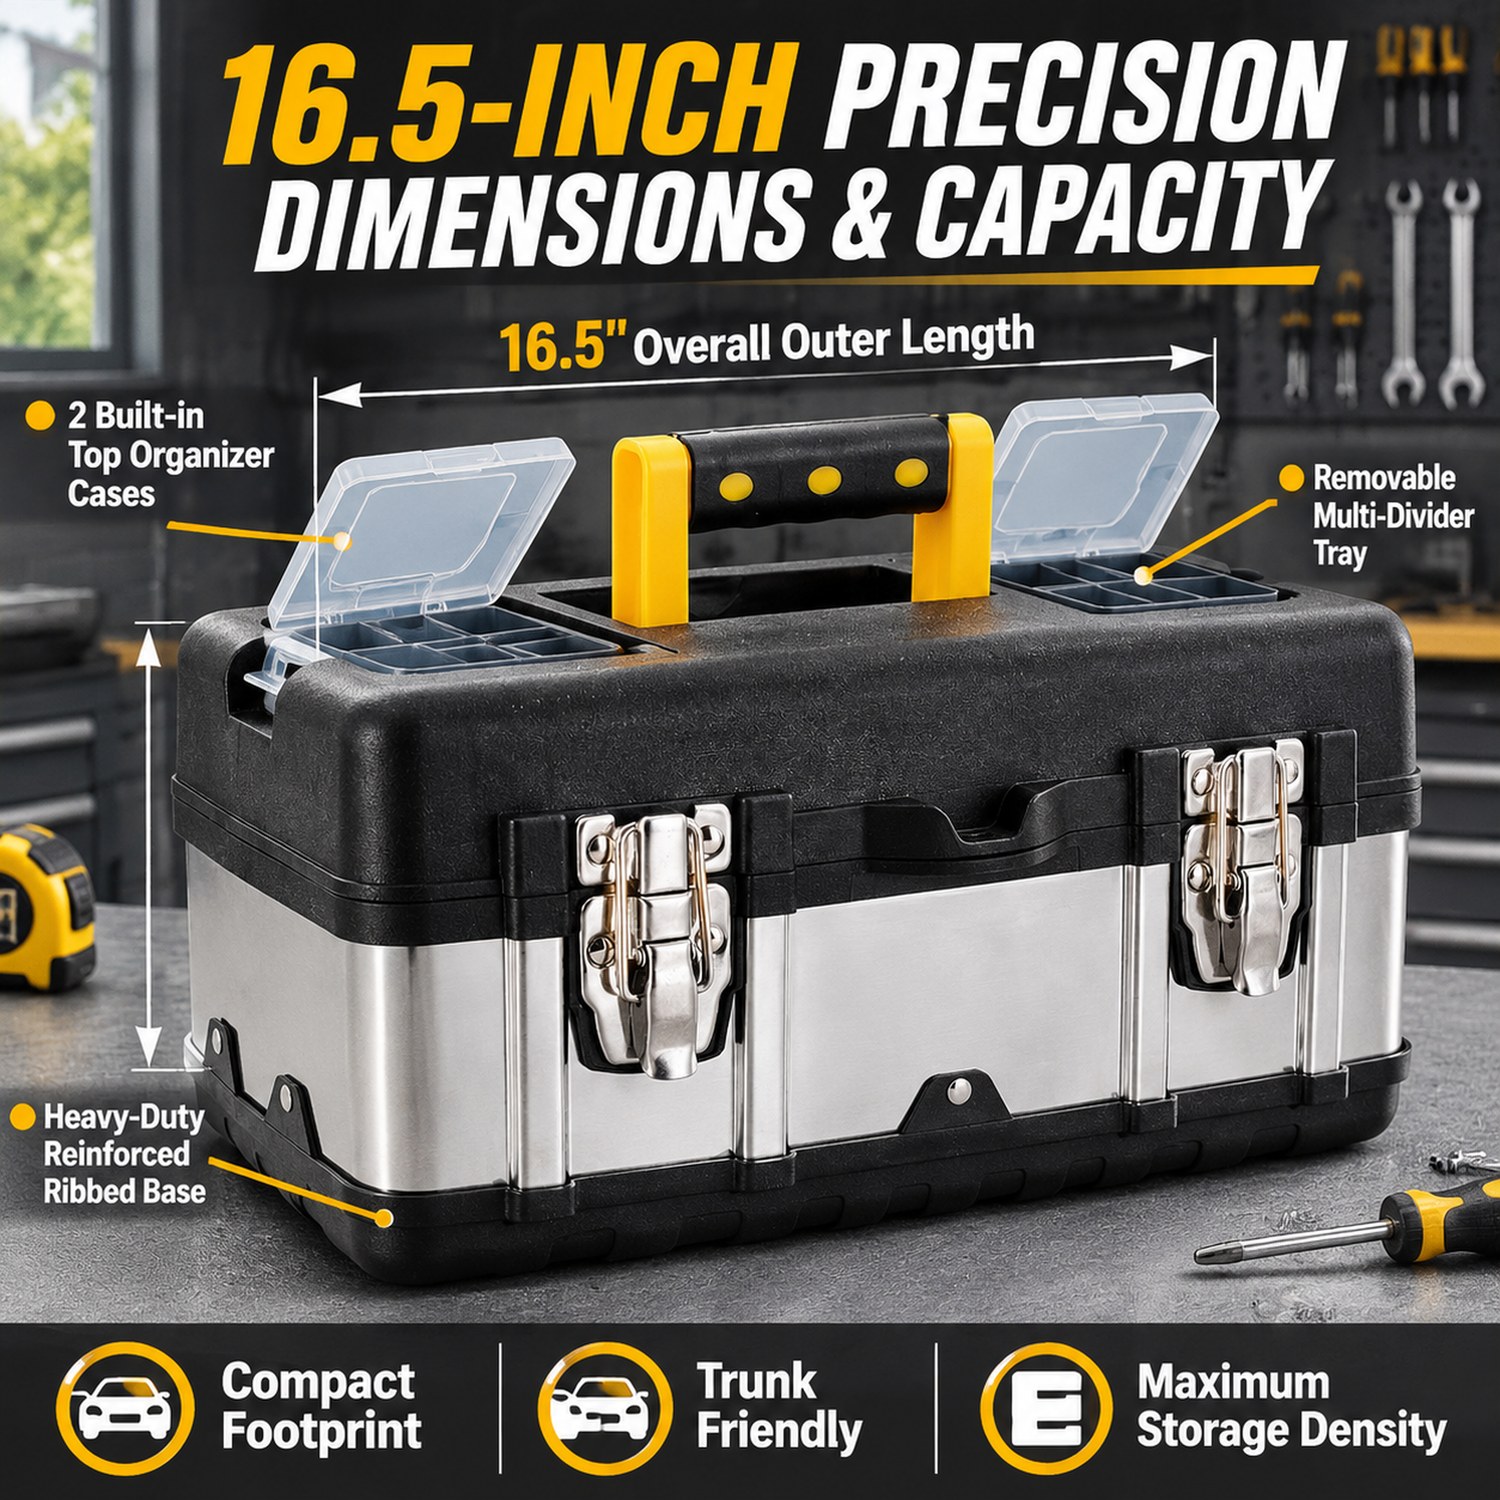 16.5-INCH PRECISION
DIMENSIONS & CAPACITY
16.5" Overall Outer Length
2 Built-in
Top Organizer
Cases
Removable
Multi-Divider
Tray
Heavy-Duty
Reinforced
Ribbed Base
Compact
Footprint
Trunk
Friendly
E
Maximum
Storage Density